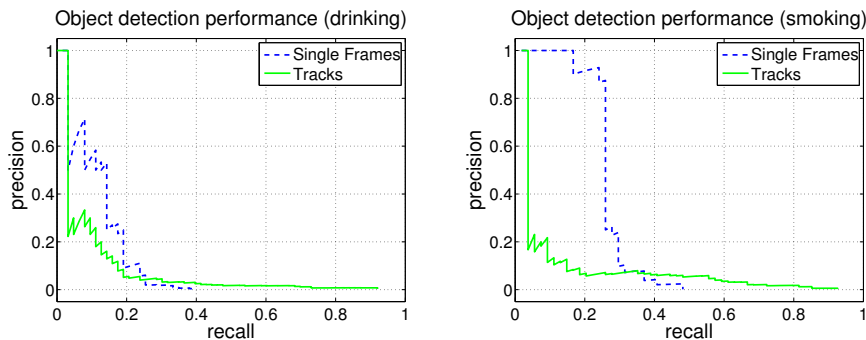 Object detection performance (drinking)
1
0.8
0.6
0.4
0.2
0
precision
0
0.2
0.4
0.6
0.8
1
recall
Single Frames
Tracks
Object detection performance (smoking)
1
0.8
0.6
0.4
0.2
0
precision
0
0.2
0.4
0.6
0.8
1
recall
Single Frames
Tracks